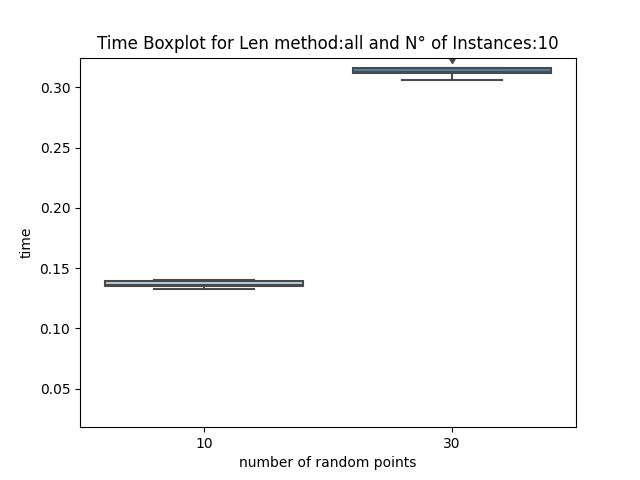 Time Boxplot for Len method:all and N° of Instances:10
0.30
0.25
0.20
0.15
0.10
0.05
time
10 30
number of random points